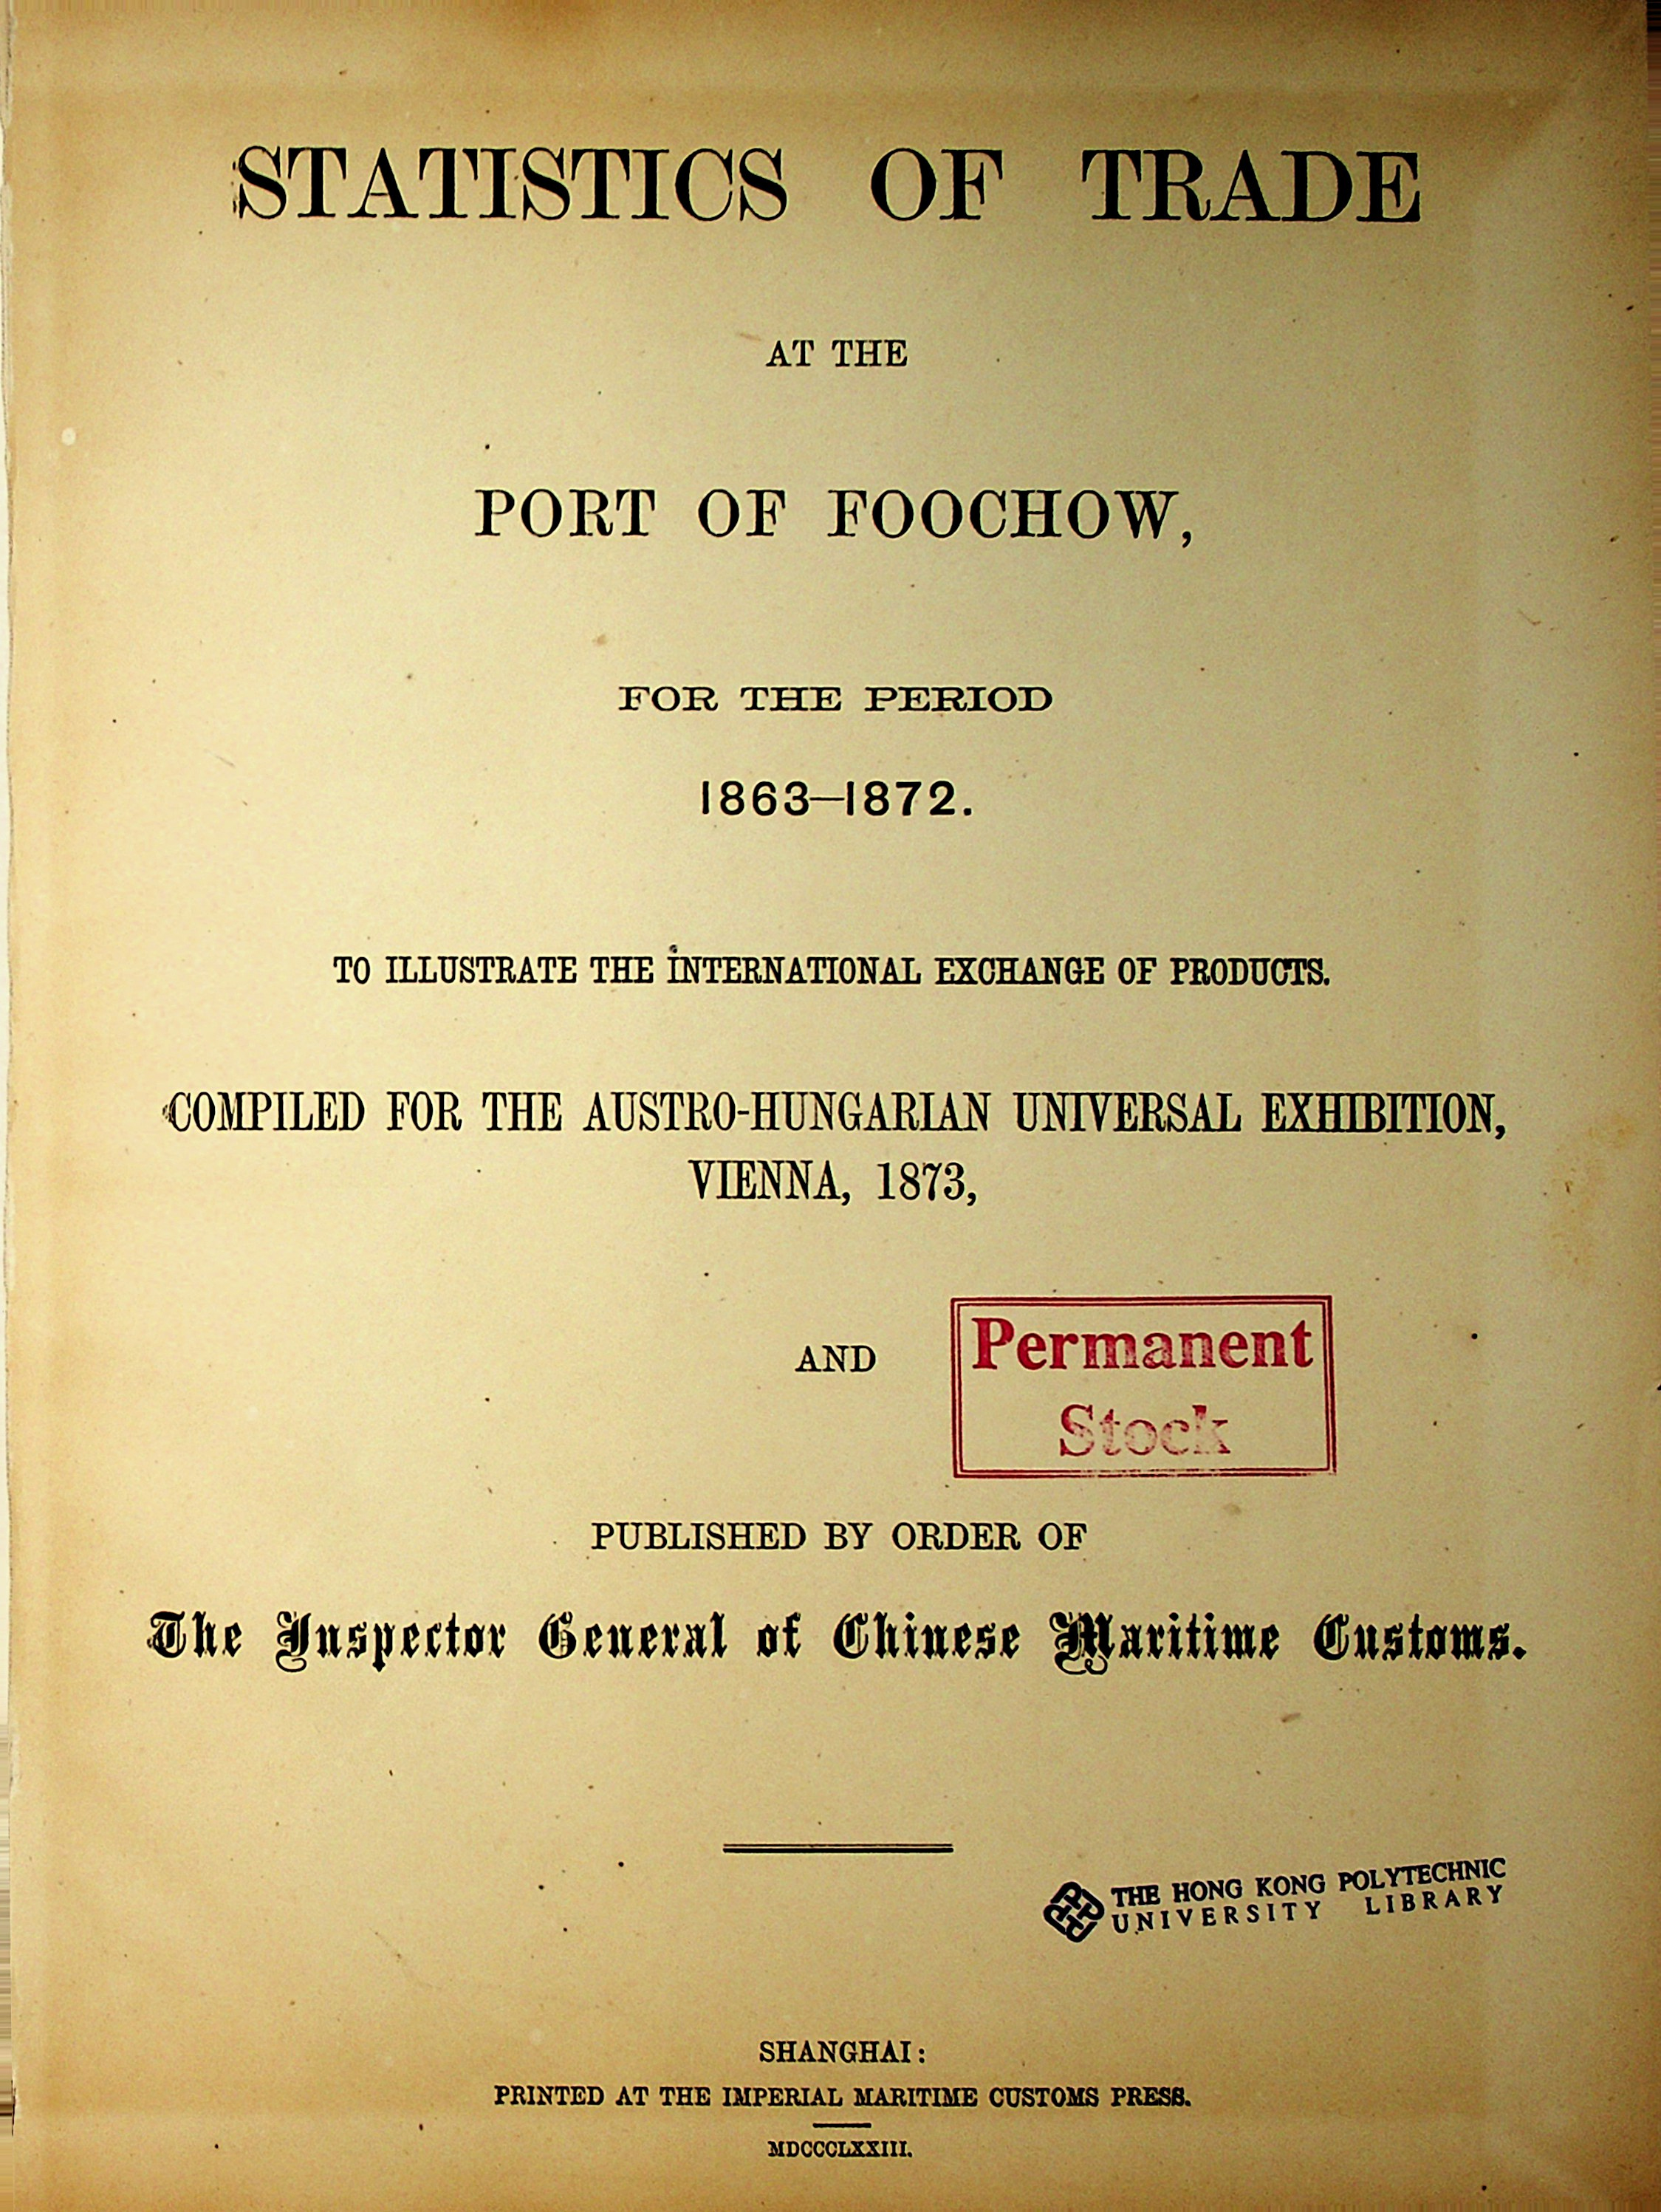 STATISTICS OF TRADE
AT THE
PORT OF FOOCHOW,
FOR THE PERIOD
1863—1872.
TO ILLUSTRATE THE INTERNATIONAL EXCHANGE OF PRODUCTS.
COMPILED FOR THE AUSTRO-HUNGARIAN UNIVERSAL EXHIBITION,
VIENNA, 1873,
AND
Permanent
Stock
PUBLISHED BY ORDER OF
The Inspector General of Chinese Maritime Customs.
THE HONG KONG POLYTECHNIC
UNIVERSITY LIBRARY
SHANGHAI:
PRINTED AT THE IMPERIAL MARITIME CUSTOMS PRESS.
MDCCCLXXIII.